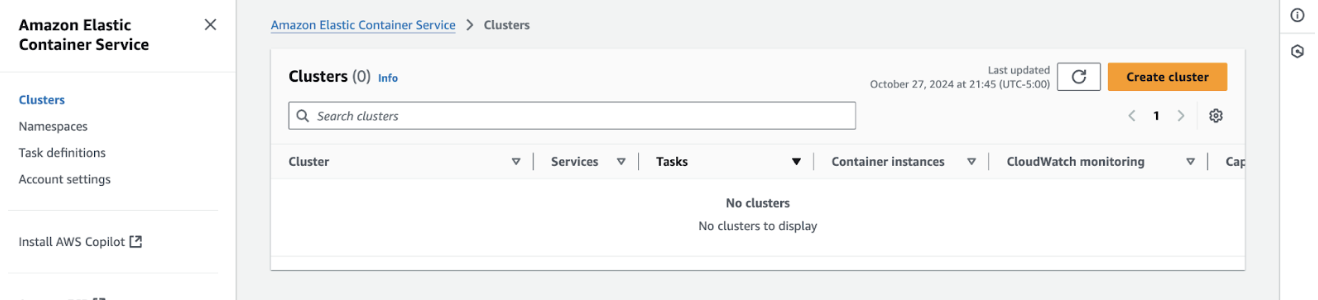 Amazon Elastic
Container Service
Clusters
Namespaces
Task definitions
Account settings
Install AWS Copilot
Amazon Elastic Container Service > Clusters
Clusters (0) Info
Last updated
October 27, 2024 at 21:45 (UTC-5:00)
Create cluster
Search clusters
1
Cluster Services Tasks Container instances CloudWatch monitoring Cap
No clusters
No clusters to display